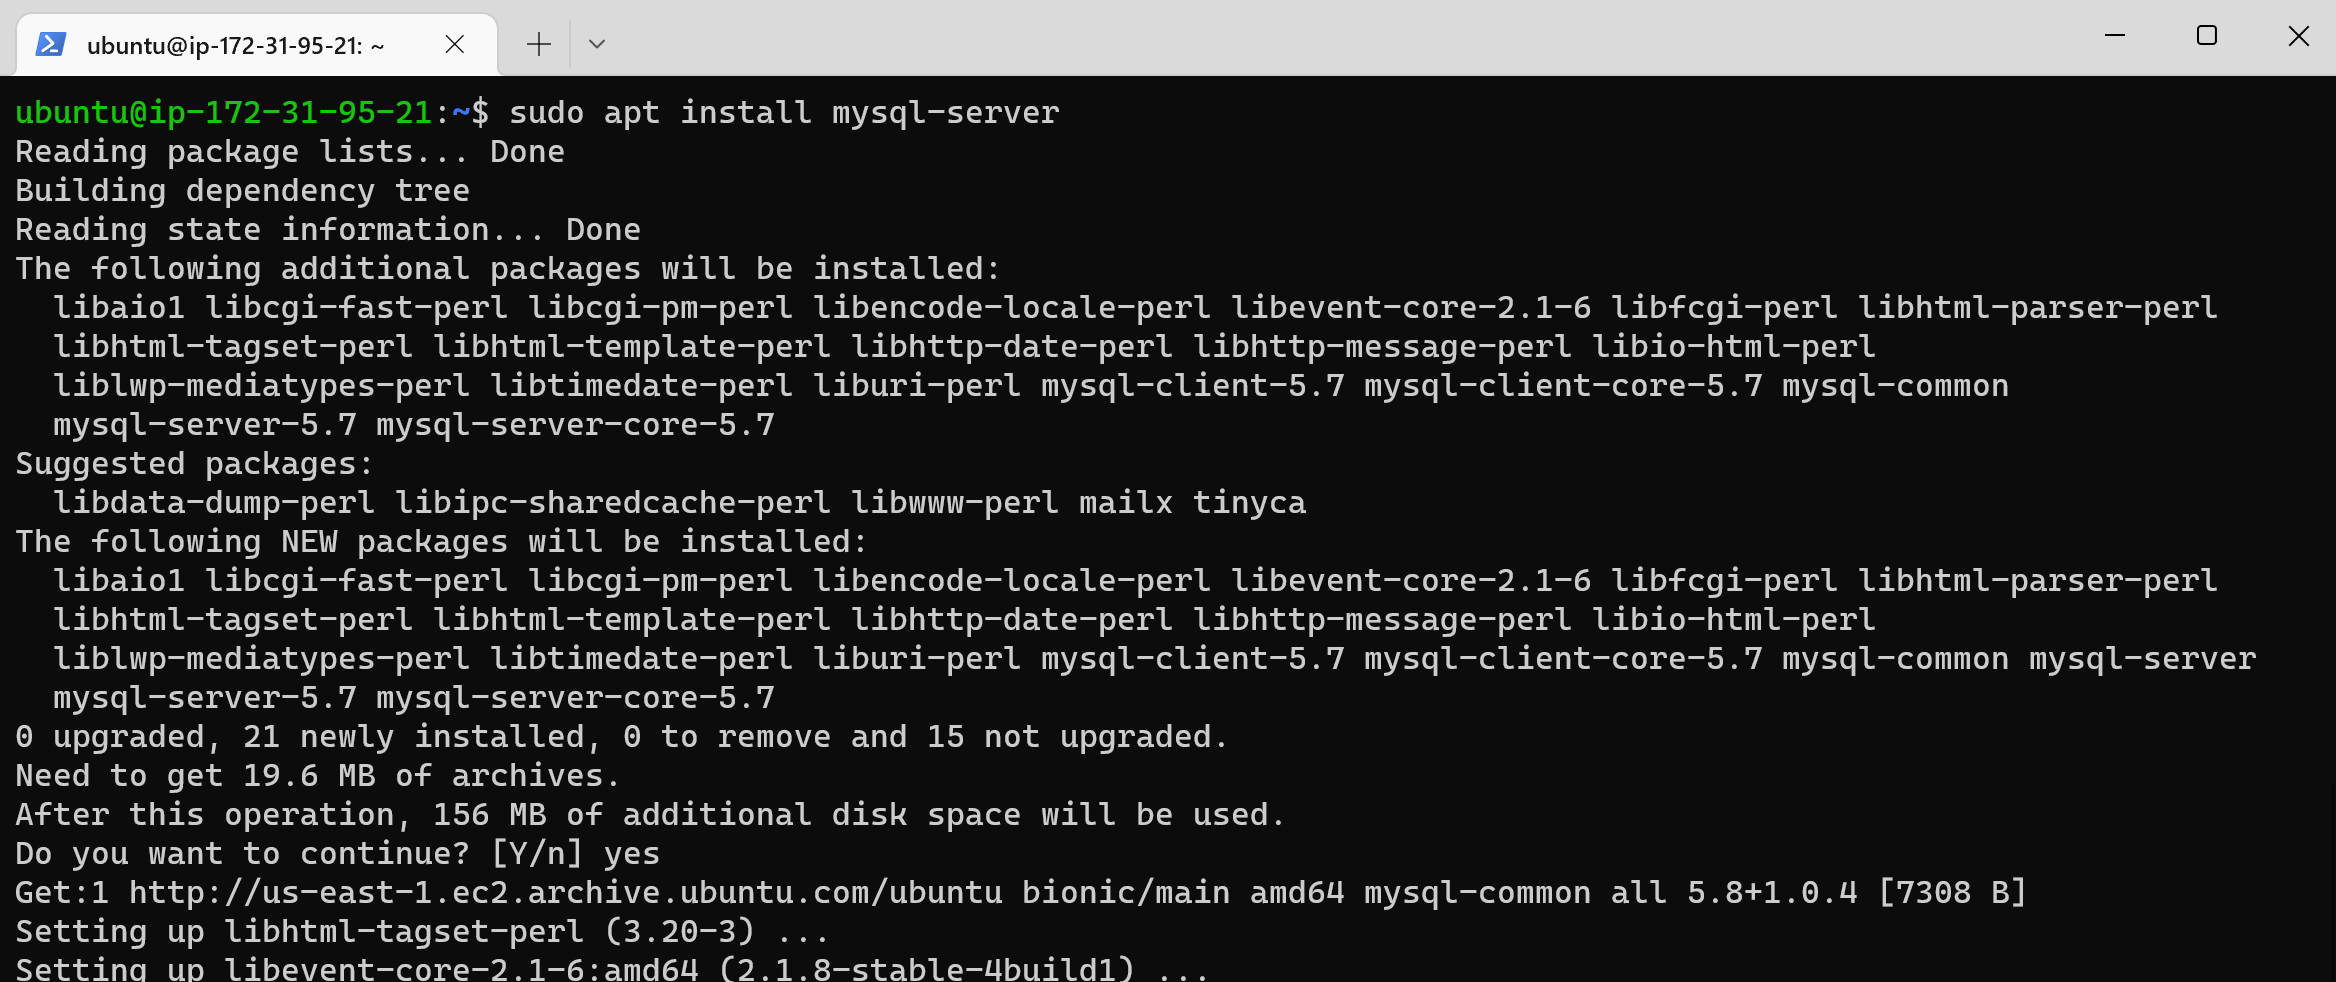 ubuntu@ip-172-31-95-21: ~
ubuntu@ip-172-31-95-21:~$ sudo apt install mysql-server
Reading package lists... Done
Building dependency tree
Reading state information... Done
The following additional packages will be installed:
  libaio1 libcgi-fast-perl libcgi-pm-perl libencode-locale-perl libevent-core-2.1-6 libfcgi-perl libhtml-parser-perl
  libhtml-tagset-perl libhtml-template-perl libhttp-date-perl libhttp-message-perl libio-html-perl
  liblwp-mediatypes-perl libtimedate-perl liburi-perl mysql-client-5.7 mysql-client-core-5.7 mysql-common
  mysql-server-5.7 mysql-server-core-5.7
Suggested packages:
  libdata-dump-perl libipc-sharedcache-perl libwww-perl mailx tinyca
The following NEW packages will be installed:
  libaio1 libcgi-fast-perl libcgi-pm-perl libencode-locale-perl libevent-core-2.1-6 libfcgi-perl libhtml-parser-perl
  libhtml-tagset-perl libhtml-template-perl libhttp-date-perl libhttp-message-perl libio-html-perl
  liblwp-mediatypes-perl libtimedate-perl liburi-perl mysql-client-5.7 mysql-client-core-5.7 mysql-common mysql-server
  mysql-server-5.7 mysql-server-core-5.7
0 upgraded, 21 newly installed, 0 to remove and 15 not upgraded.
Need to get 19.6 MB of archives.
After this operation, 156 MB of additional disk space will be used.
Do you want to continue? [Y/n] yes
Get:1 http://us-east-1.ec2.archive.ubuntu.com/ubuntu bionic/main amd64 mysql-common all 5.8+1.0.4 [7308 B]
Setting up libhtml-tagset-perl (3.20-3) ...
Setting up libevent-core-2.1-6:amd64 (2.1.8-stable-4build1) ...